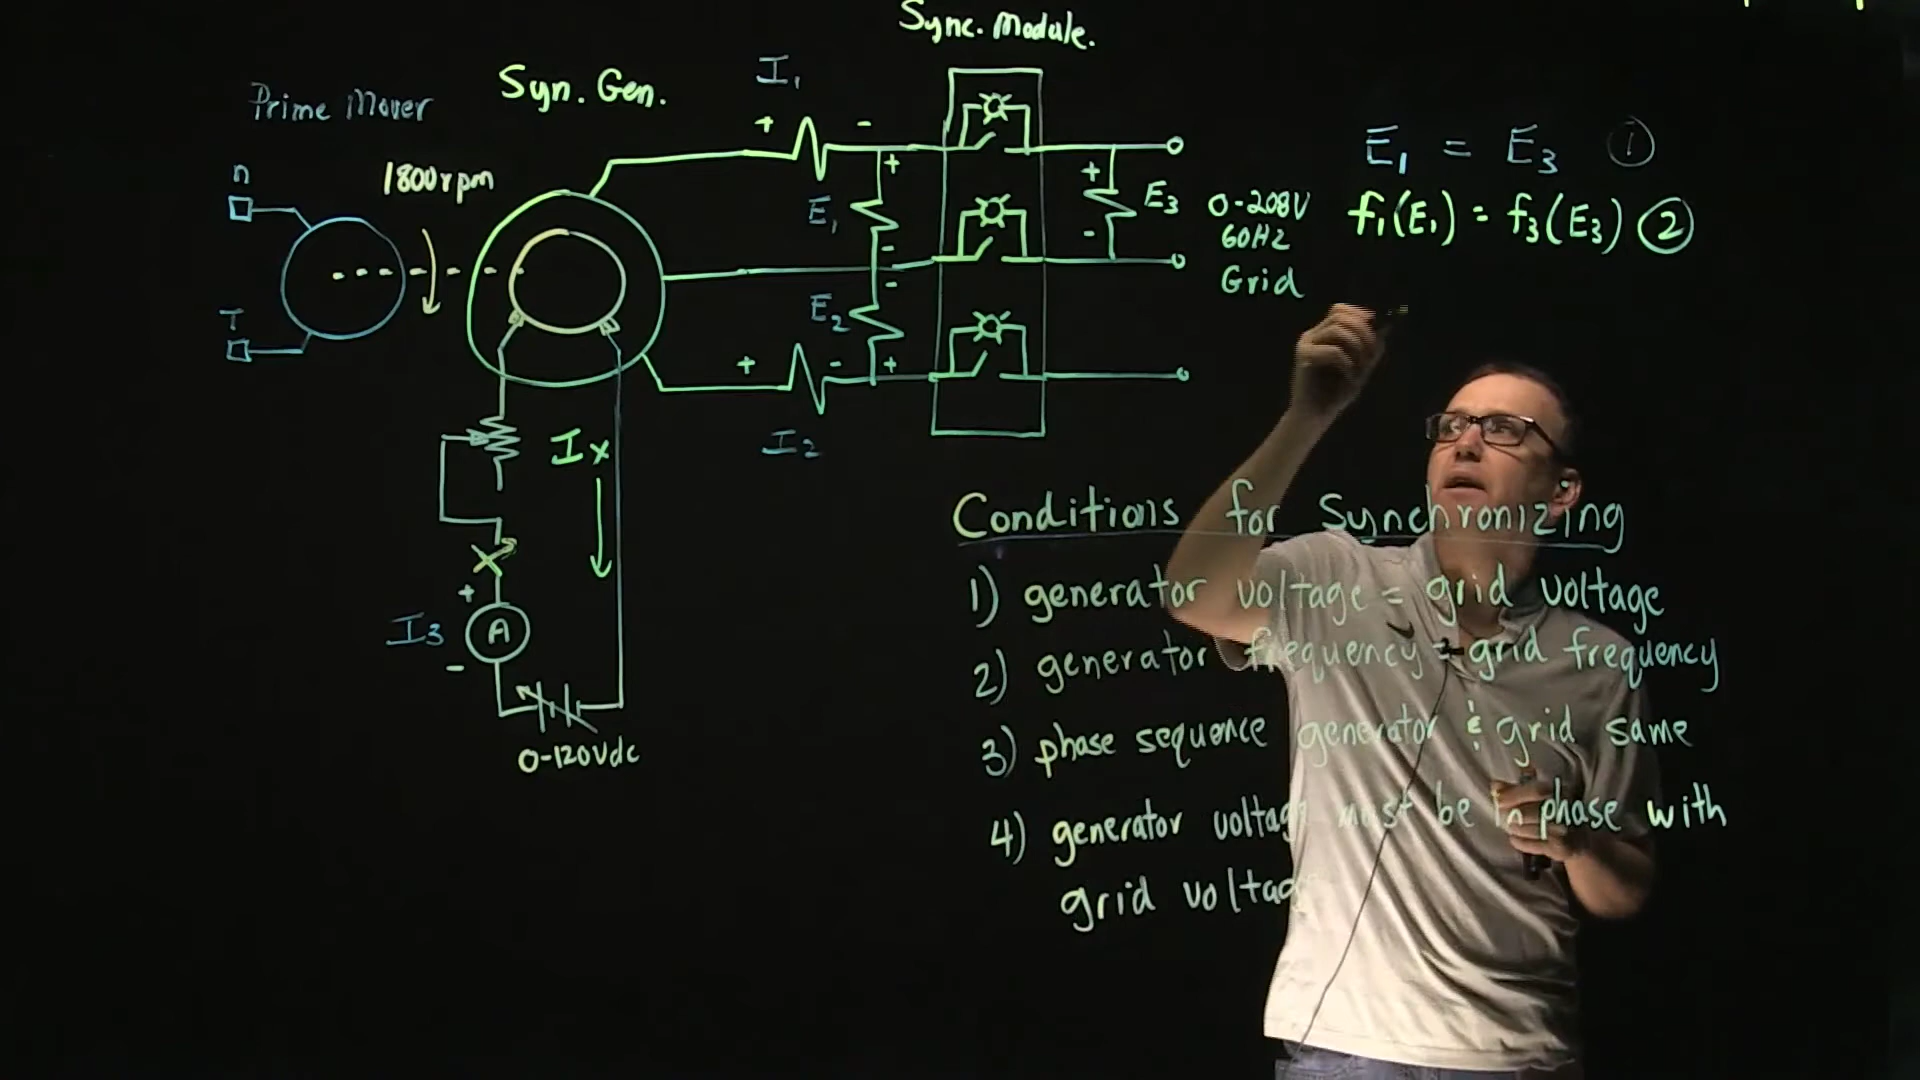 Sync. Module.
Prime Mover
Syn. Gen.
I1
+ -
E1 = E3 ①
n
1800rpm
+
E1
-
+
E3
-
0-208V
60Hz
Grid
f1(E1) = f3(E3) ②
T
-
E2
+
+ -
I2
Ix
+
I3
A
-
0-120Vdc
Conditions for Synchronizing
1) generator voltage = grid voltage
2) generator frequency = grid frequency
3) phase sequence generator & grid same
4) generator voltage must be in phase with
grid voltag